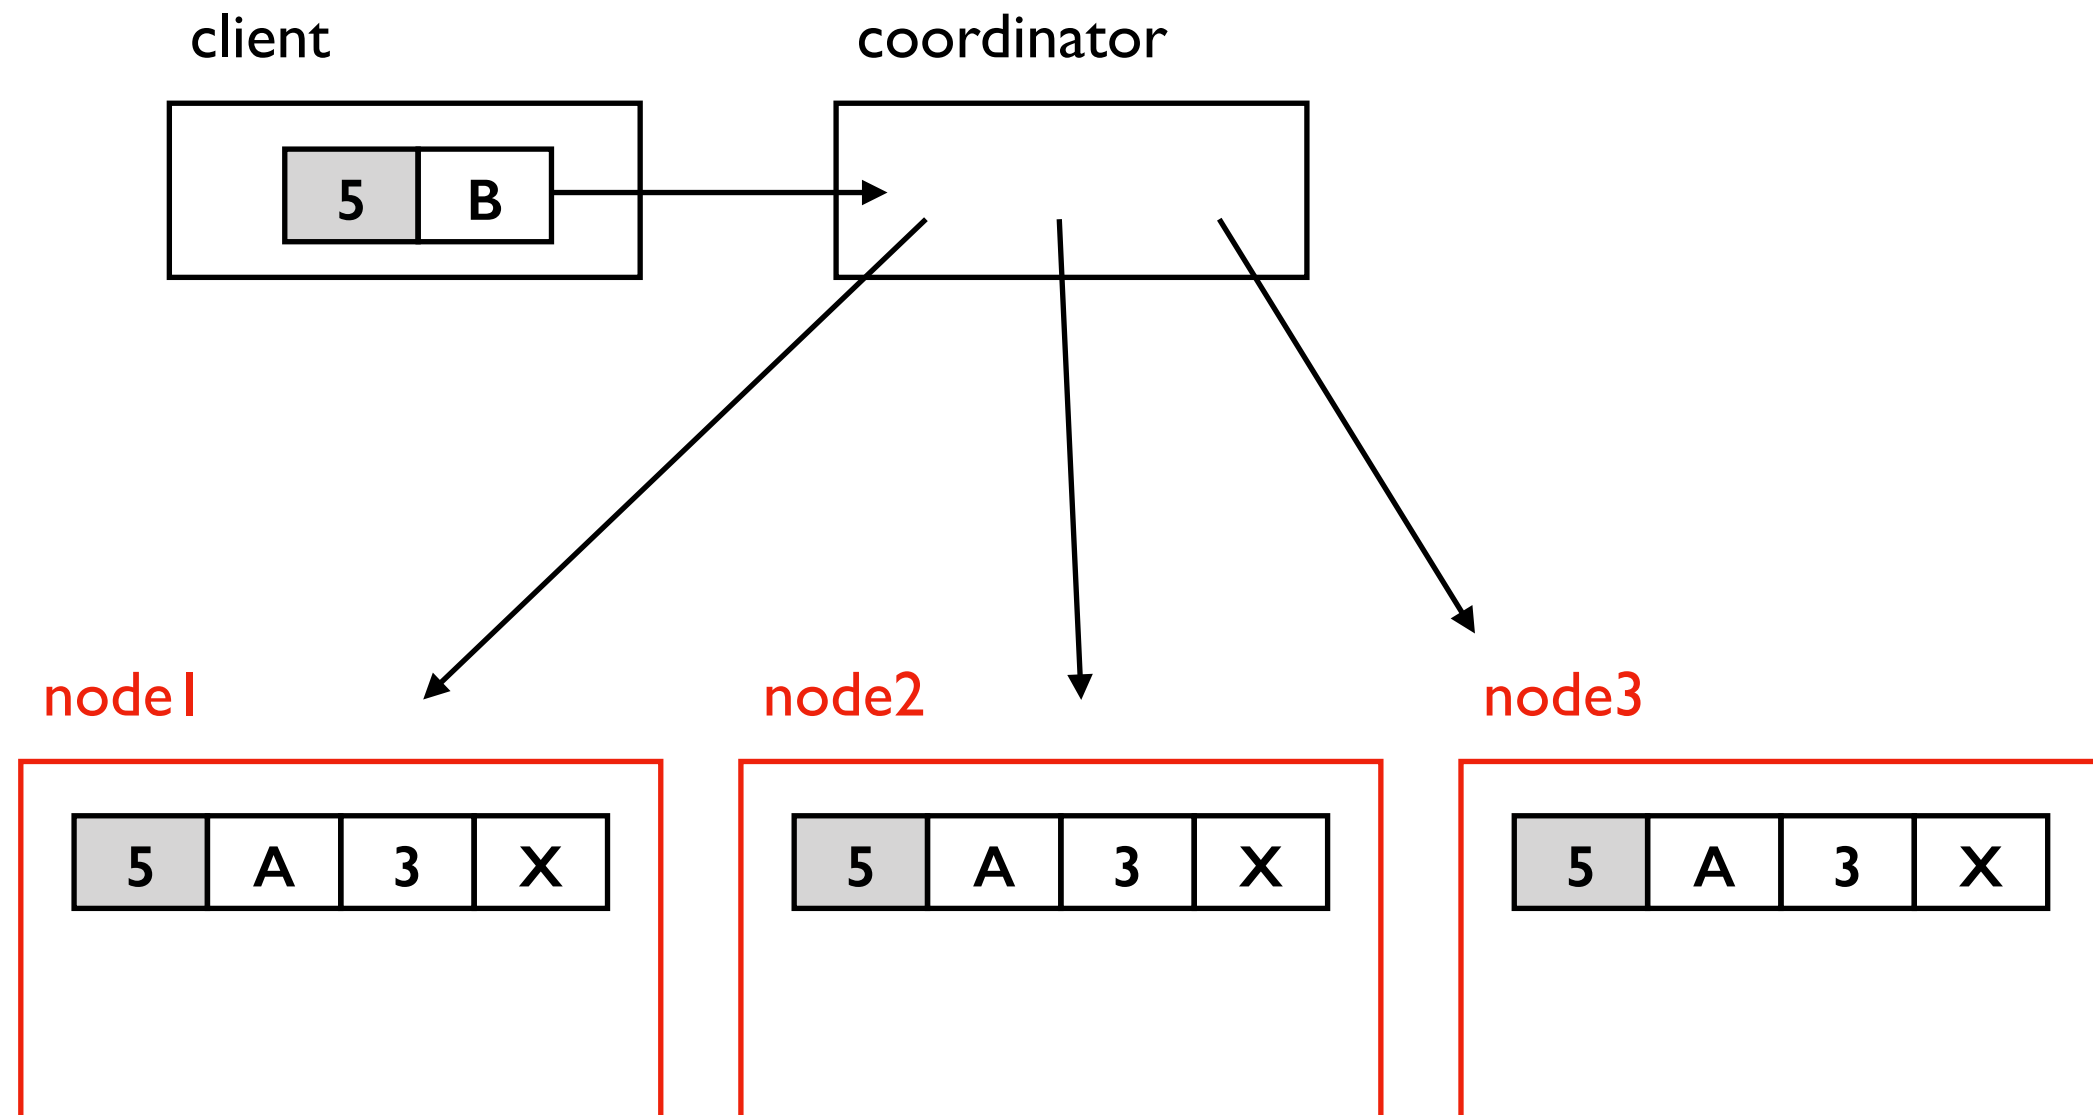 client coordinator
5 B
node1 node2 node3
5 A 3 X 5 A 3 X 5 A 3 X